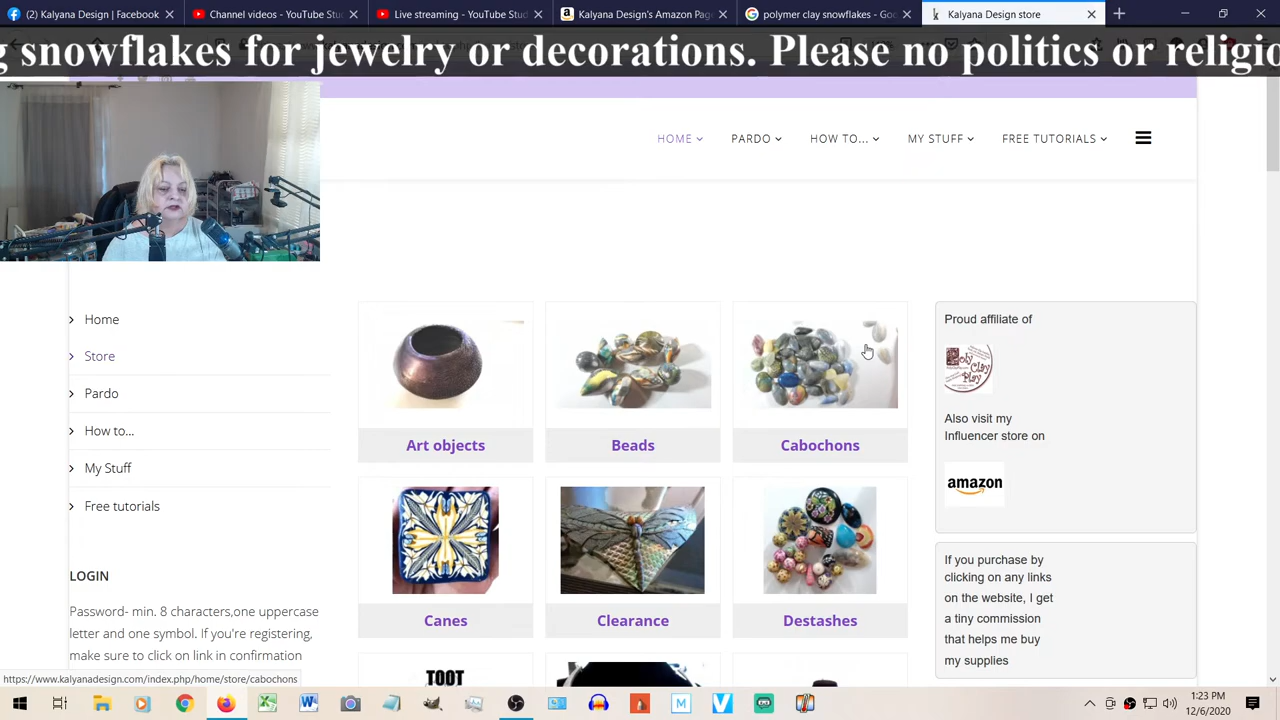 (2) Kalyana Design | Facebook
Channel videos - YouTube
Live streaming - YouTube Stud
Kalyana Design's Amazon Page
polymer clay snowflakes - Goo
Kalyana Design store
g snowflakes for jewelry or decorations. Please no politics or religio
HOME
PARDO
HOW TO...
MY STUFF
FREE TUTORIALS
Home
Store
Pardo
How to...
My Stuff
Free tutorials
LOGIN
Password- min. 8 characters,one uppercase
letter and one symbol. If you're registering,
make sure to click on link in confirmation
Art objects
Beads
Cabochons
Canes
Clearance
Destashes
TOOT
Proud affiliate of
Poly
Clay
Play
Also visit my
Influencer store on
amazon
If you purchase by
clicking on any links
on the website, I get
a tiny commission
that helps me buy
my supplies
https://www.kalyanadesign.com/index.php/home/store/cabochons
1:23 PM
12/6/2020